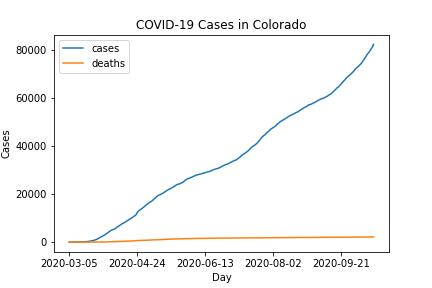 COVID-19 Cases in Colorado
cases
deaths
80000
60000
40000
20000
0
Cases
2020-03-05 2020-04-24 2020-06-13 2020-08-02 2020-09-21
Day